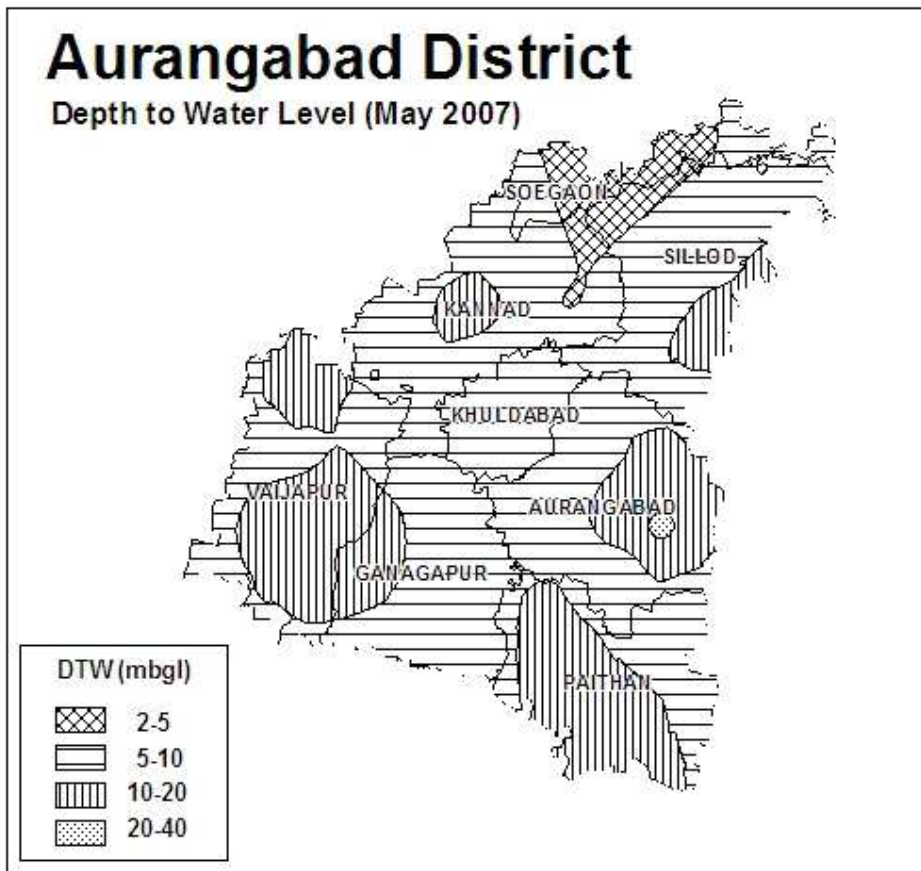 Aurangabad District
Depth to Water Level (May 2007)
SOEGAON
SILLOD
KANNAD
KHULDABAD
VAIJAPUR
AURANGABAD
GANAGAPUR
PAITHAN
DTW (mbgl)
2-5
5-10
10-20
20-40